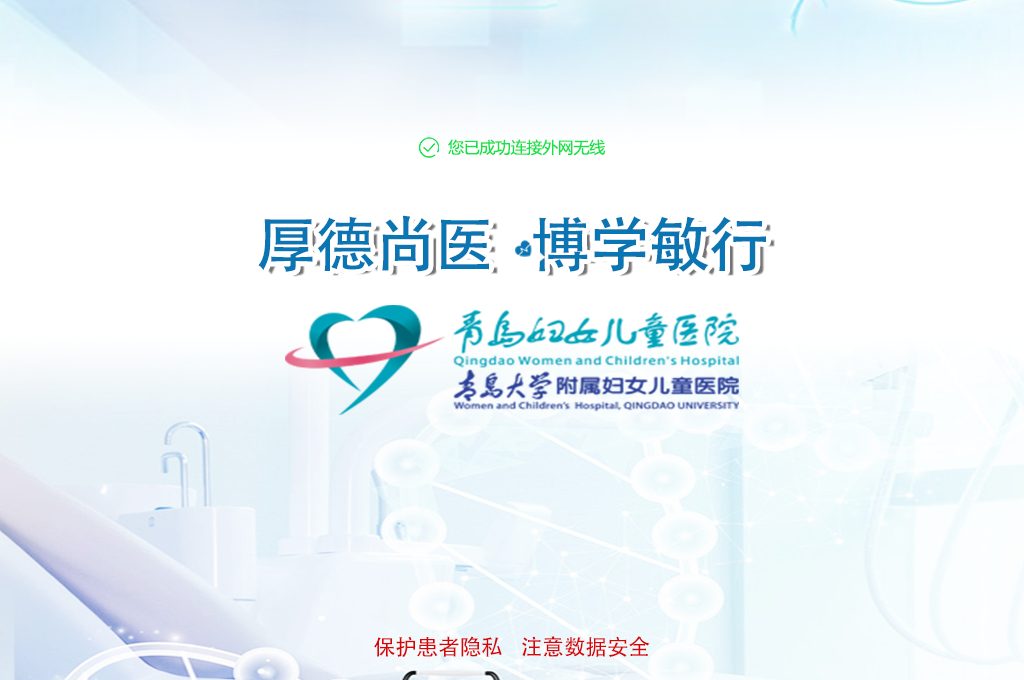 您已成功连接外网无线
厚德尚医·博学敏行
青岛妇女儿童医院
Qingdao Women and Children's Hospital
青岛大学附属妇女儿童医院
Women and Children's Hospital, QINGDAO UNIVERSITY
保护患者隐私 注意数据安全